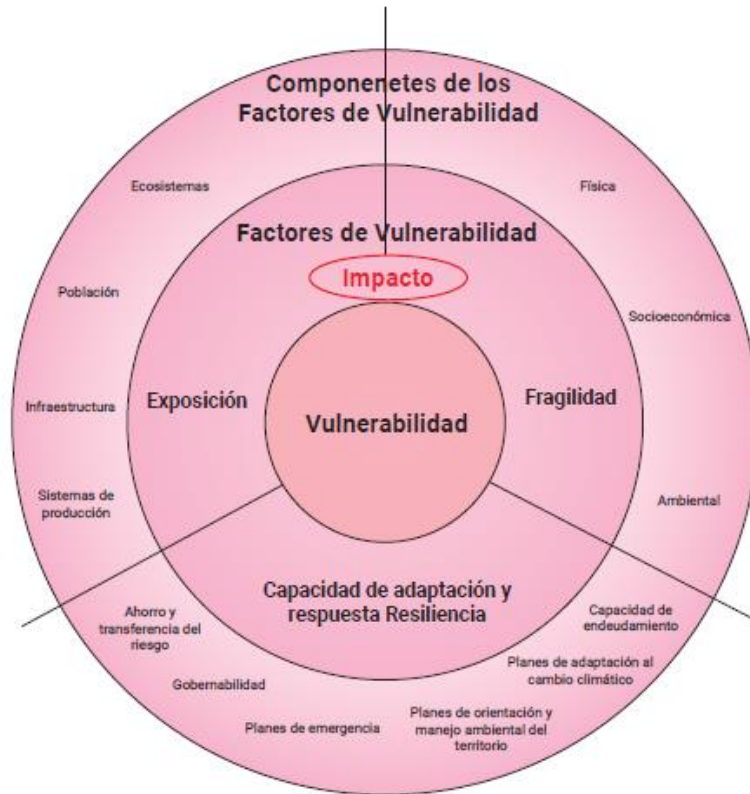 Componenetes de los
Factores de Vulnerabilidad
Ecosistemas
Física
Factores de Vulnerabilidad
Impacto
Población
Socioeconómica
Infraestructura
Exposición
Vulnerabilidad
Fragilidad
Sistemas de
producción
Ambiental
Capacidad de adaptación y
respuesta Resiliencia
Ahorro y
transferencia del
riesgo
Capacidad de
endeudamiento
Gobernabilidad
Planes de adaptación al
cambio climático
Planes de emergencia
Planes de orientación y
manejo ambiental del
territorio